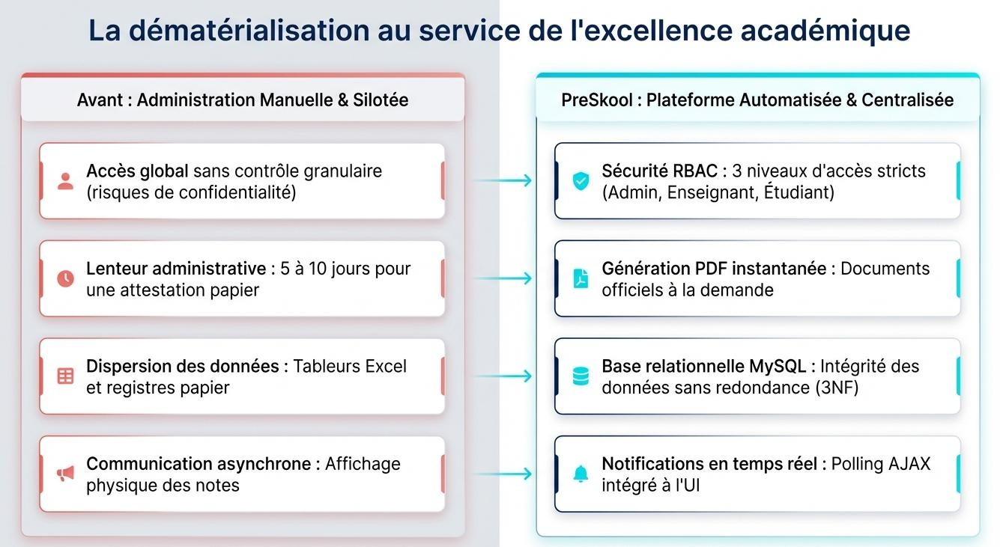 La dématérialisation au service de l'excellence académique
Avant : Administration Manuelle & Silotée
Accès global sans contrôle granulaire
(risques de confidentialité)
Lenteur administrative : 5 à 10 jours pour
une attestation papier
Dispersion des données : Tableurs Excel
et registres papier
Communication asynchrone : Affichage
physique des notes
PreSkool : Plateforme Automatisée & Centralisée
Sécurité RBAC : 3 niveaux d'accès stricts
(Admin, Enseignant, Étudiant)
Génération PDF instantanée : Documents
officiels à la demande
Base relationnelle MySQL : Intégrité des
données sans redondance (3NF)
Notifications en temps réel : Polling AJAX
intégré à l'UI